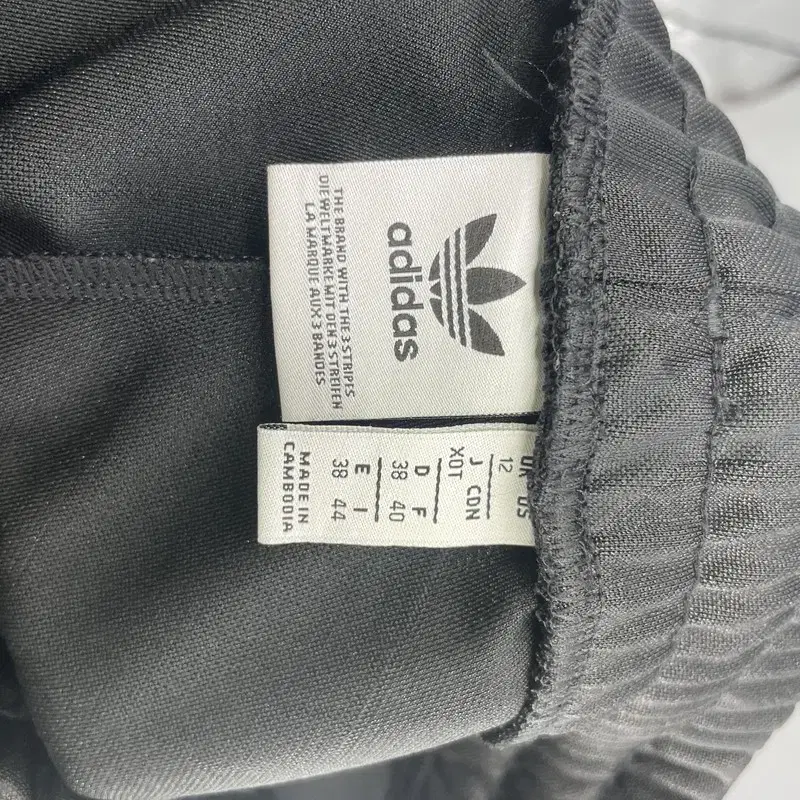 adidas
THE BRAND WITH THE 3 STRIPES
DIE WELTMARKE MIT DEN 3 STREIFEN
LA MARQUE AUX 3 BANDES
UK US
12
J CDN
XOT
D F
38 40
E I
38 44
MADE IN
CAMBODIA